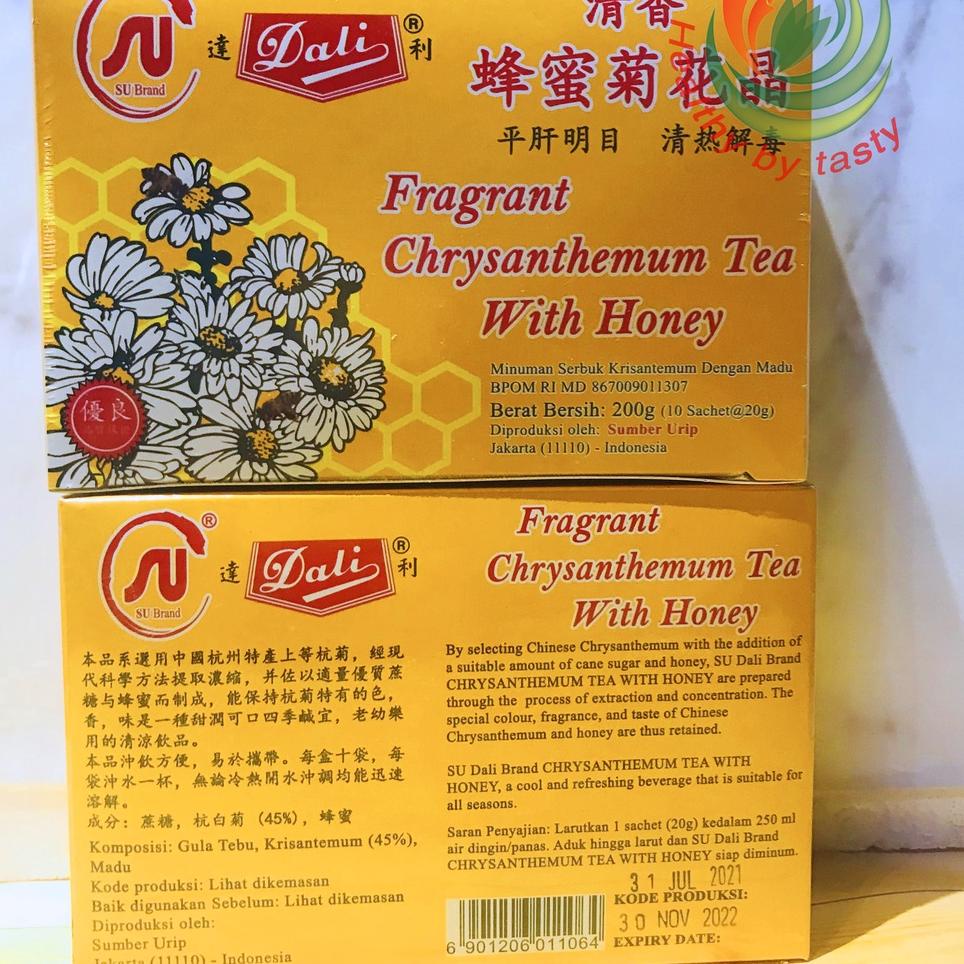 清香
SU Brand
達 Dali ® 利
蜂蜜菊花晶
Healthy by tasty
平肝明目 清热解毒
Fragrant
Chrysanthemum Tea
With Honey
Minuman Serbuk Krisantemum Dengan Madu
BPOM RI MD 867009011307
Berat Bersih: 200g (10 Sachet@20g)
Diproduksi oleh: Sumber Urip
Jakarta (11110) - Indonesia
優良
®
SU Brand
達 Dali ® 利
Fragrant
Chrysanthemum Tea
With Honey
本品系選用中國杭州特產上等杭菊，經現
代科學方法提取濃縮，并佐以適量優質蔗
糖与蜂蜜而制成，能保持杭菊特有的色，
香，味是一種甜潤可口四季鹹宜，老幼樂
用的清涼飲品。
本品沖飲方便，易於攜帶。每盒十袋，每
袋沖水一杯，無論冷熱開水沖調均能迅速
溶解。
成分：蔗糖，杭白菊 (45%)，蜂蜜
Komposisi: Gula Tebu, Krisantemum (45%),
Madu
Kode produksi: Lihat dikemasan
Baik digunakan Sebelum: Lihat dikemasan
Diproduksi oleh:
Sumber Urip
Jakarta (11110) - Indonesia
By selecting Chinese Chrysanthemum with the addition of
a suitable amount of cane sugar and honey, SU Dali Brand
CHRYSANTHEMUM TEA WITH HONEY are prepared
through the process of extraction and concentration. The
special colour, fragrance, and taste of Chinese
Chrysanthemum and honey are thus retained.
SU Dali Brand CHRYSANTHEMUM TEA WITH
HONEY, a cool and refreshing beverage that is suitable for
all seasons.
Saran Penyajian: Larutkan 1 sachet (20g) kedalam 250 ml
air dingin/panas. Aduk hingga larut dan SU Dali Brand
CHRYSANTHEMUM TEA WITH HONEY siap diminum.
31 JUL 2021
KODE PRODUKSI:
30 NOV 2022
EXPIRY DATE:
6 901206 011064